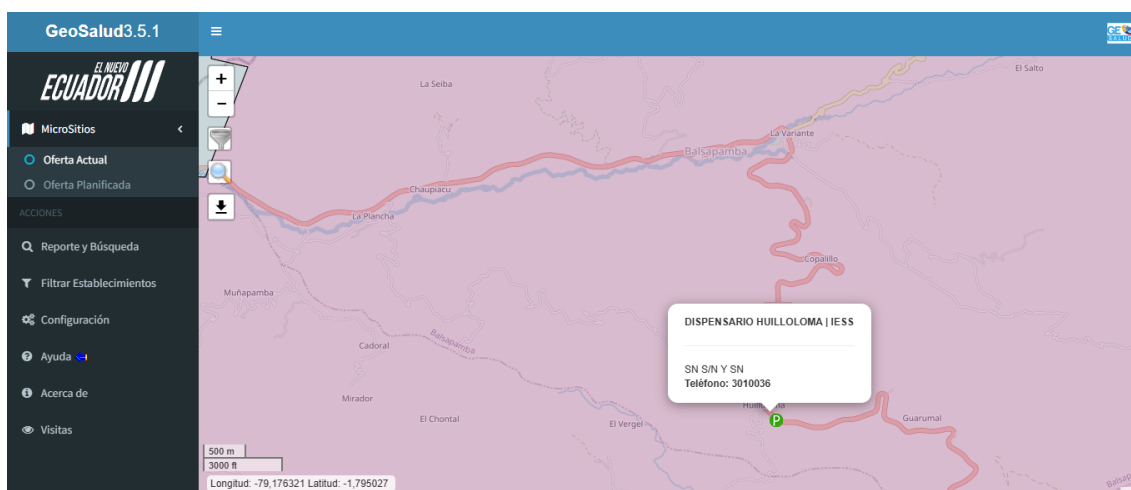 GeoSalud3.5.1
GEO
SALUD
EL NUEVO
ECUADOR
MicroSitios
Oferta Actual
Oferta Planificada
ACCIONES
Reporte y Búsqueda
Filtrar Establecimientos
Configuración
Ayuda
Acerca de
Visitas
+
−
La Seiba
El Salto
La Variante
Balsapamba
Chaupiacu
La Plancha
Copalillo
Muñapamba
DISPENSARIO HUILLOLOMA | IESS
SN S/N Y SN
Teléfono: 3010036
Balsapamba
Cadoral
Mirador
El Chontal
El Vergel
P
Guarumal
500 m
3000 ft
Longitud: -79,176321 Latitud: -1,795027